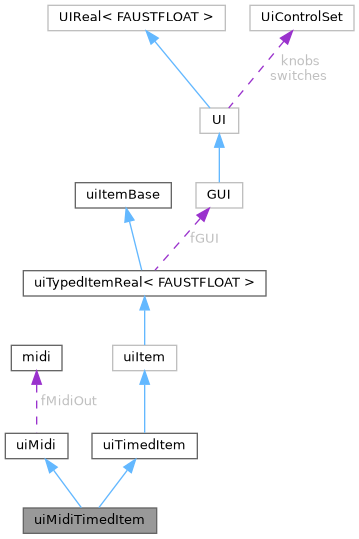 UIReal< FAUSTFLOAT >
UiControlSet
knobs
switches
UI
uiItemBase
GUI
fGUI
uiTypedItemReal< FAUSTFLOAT >
midi
uiItem
fMidiOut
uiMidi
uiTimedItem
uiMidiTimedItem